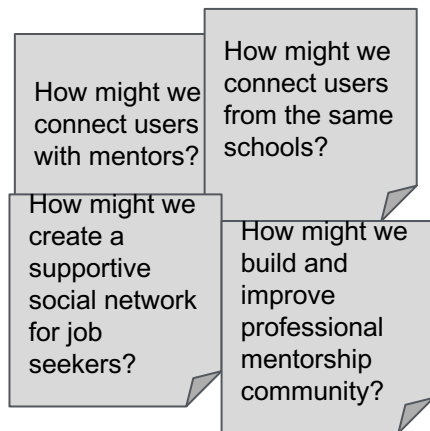 How might we
connect users
with mentors?
How might we
connect users
from the same
schools?
How might we
create a
supportive
social network
for job
seekers?
How might we
build and
improve
professional
mentorship
community?